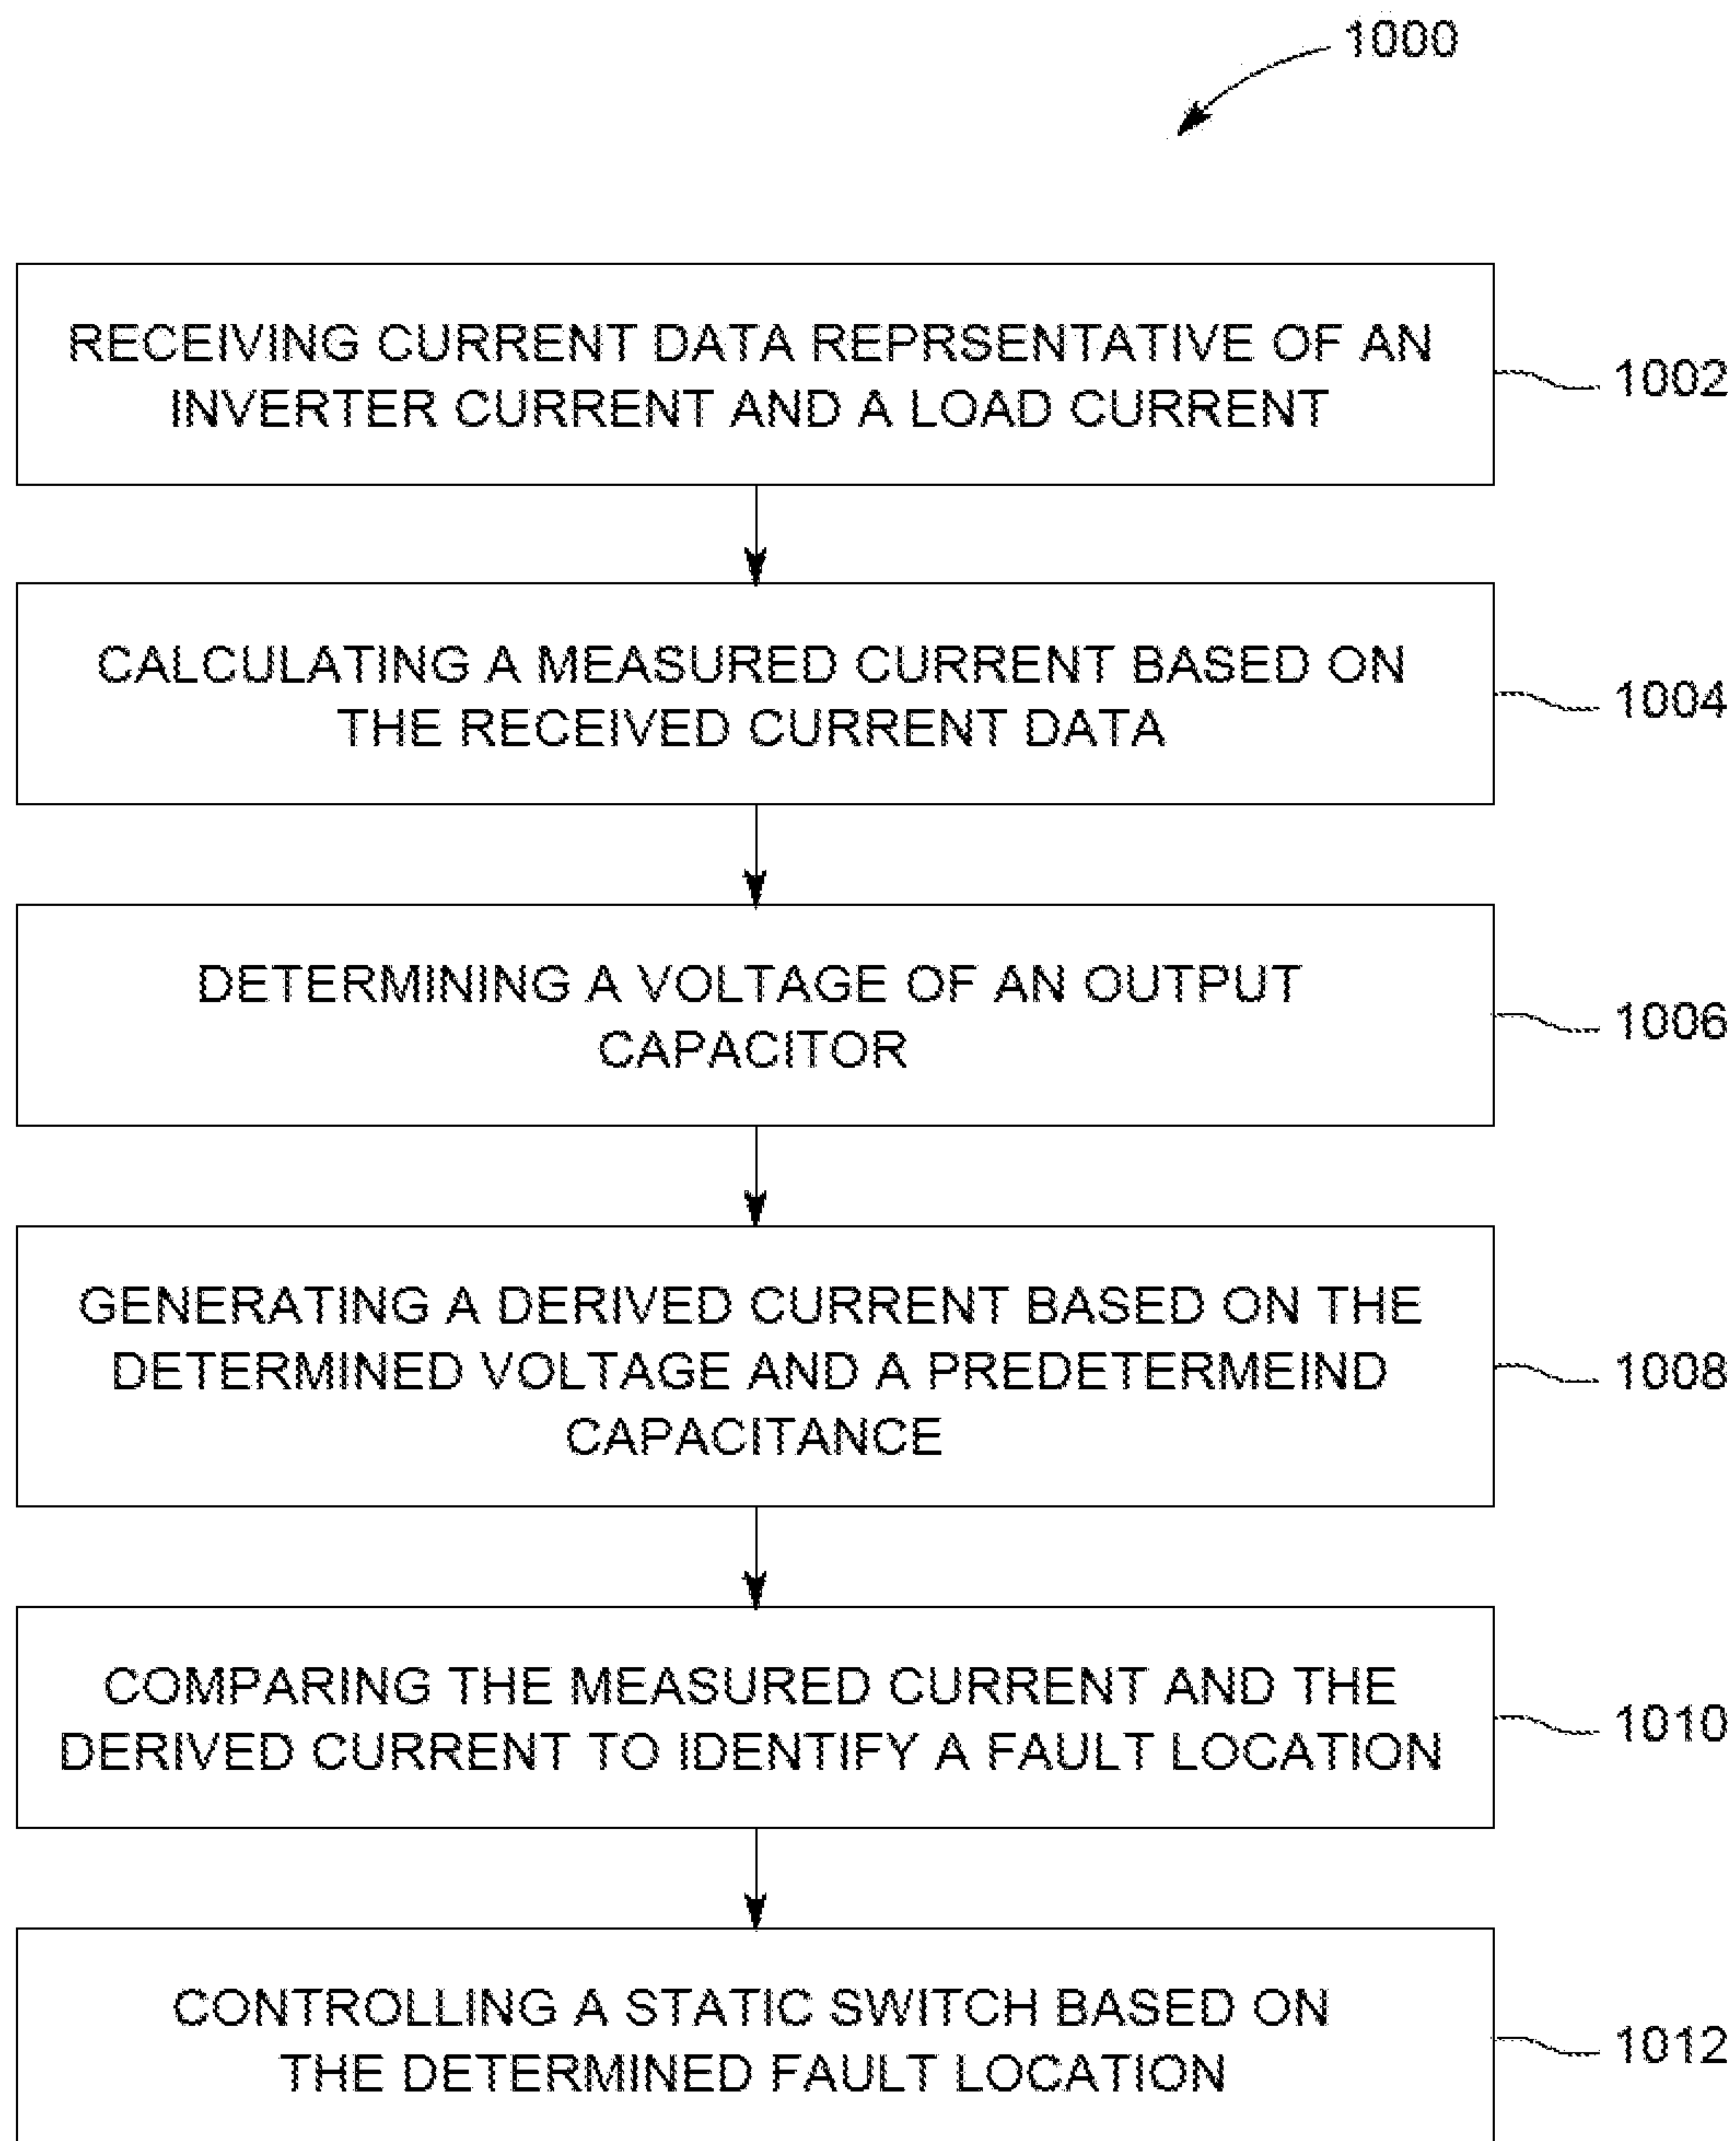 1000
RECEIVING CURRENT DATA REPRSENTATIVE OF AN
INVERTER CURRENT AND A LOAD CURRENT
1002
CALCULATING A MEASURED CURRENT BASED ON
THE RECEIVED CURRENT DATA
1004
DETERMINING A VOLTAGE OF AN OUTPUT
CAPACITOR
1006
GENERATING A DERIVED CURRENT BASED ON THE
DETERMINED VOLTAGE AND A PREDETERMEIND
CAPACITANCE
1008
COMPARING THE MEASURED CURRENT AND THE
DERIVED CURRENT TO IDENTIFY A FAULT LOCATION
1010
CONTROLLING A STATIC SWITCH BASED ON
THE DETERMINED FAULT LOCATION
1012